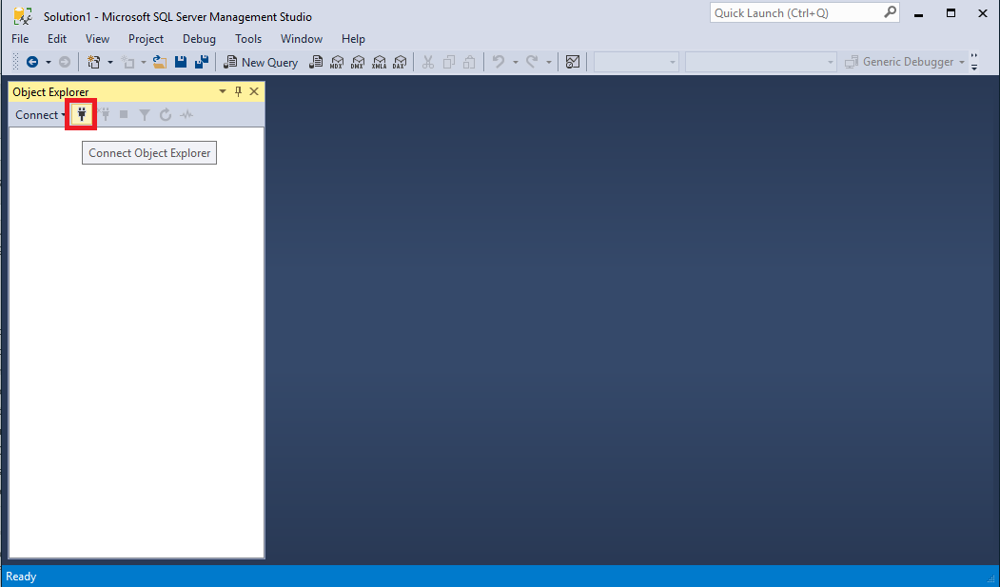 Solution1 - Microsoft SQL Server Management Studio
Quick Launch (Ctrl+Q)
File Edit View Project Debug Tools Window Help
New Query MDX DMX XMLA DAX Generic Debugger
Object Explorer
Connect
Connect Object Explorer
Ready